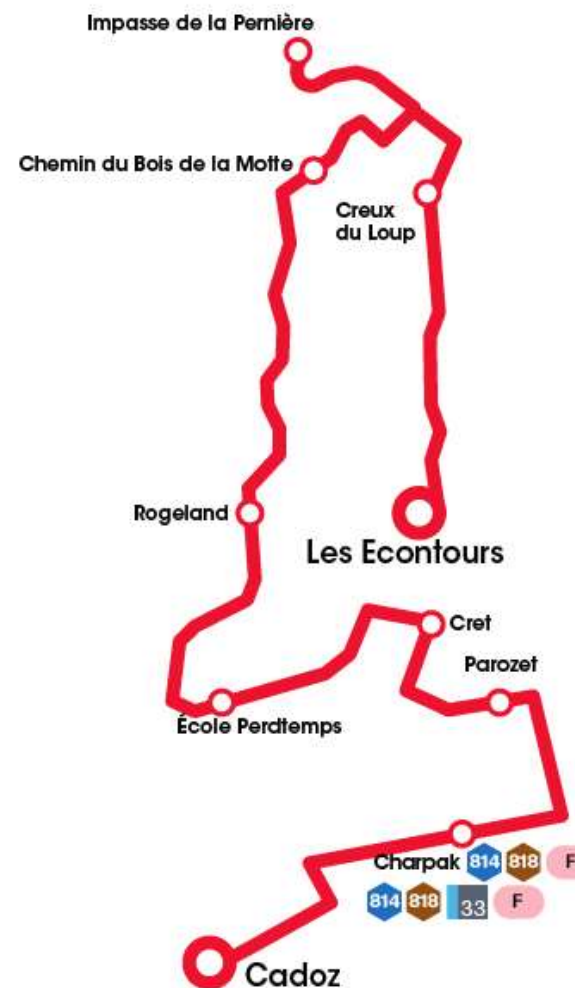 Impasse de la Pernière
Chemin du Bois de la Motte
Creux
du Loup
Rogeland
Les Econtours
Cret
Parozet
École Perdtemps
Charpak 814 818 F
814 818 33 F
Cadoz